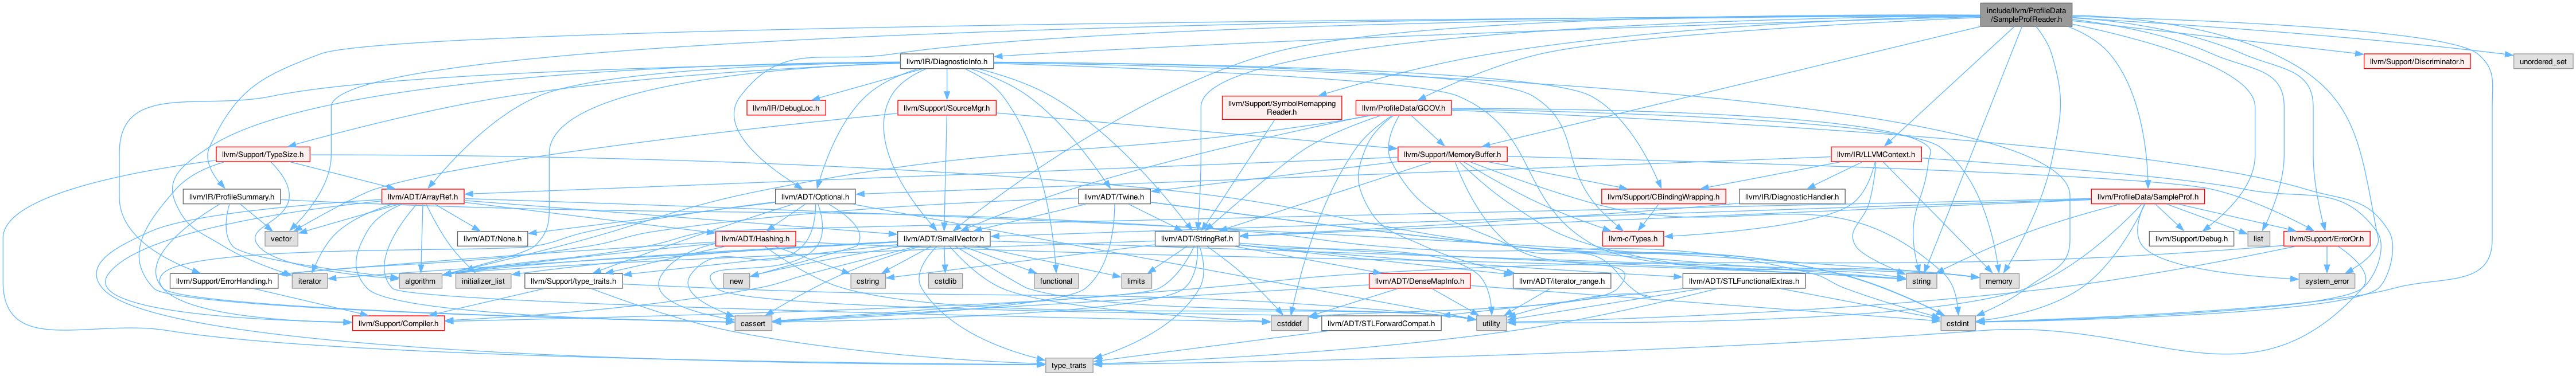 include/llvm/ProfileData
/SampleProfReader.h
llvm/IR/DiagnosticInfo.h
llvm/Support/Discriminator.h
unordered_set
llvm/IR/DebugLoc.h
llvm/Support/SourceMgr.h
llvm/Support/SymbolRemapping
Reader.h
llvm/ProfileData/GCOV.h
llvm/Support/TypeSize.h
llvm/Support/MemoryBuffer.h
llvm/IR/LLVMContext.h
llvm/IR/ProfileSummary.h
llvm/ADT/ArrayRef.h
llvm/ADT/Optional.h
llvm/ADT/Twine.h
llvm/Support/CBindingWrapping.h
llvm/IR/DiagnosticHandler.h
llvm/ProfileData/SampleProf.h
vector
llvm/ADT/None.h
llvm/ADT/Hashing.h
llvm/ADT/SmallVector.h
llvm/ADT/StringRef.h
llvm-c/Types.h
llvm/Support/Debug.h
list
llvm/Support/ErrorOr.h
llvm/Support/ErrorHandling.h
iterator
algorithm
initializer_list
llvm/Support/type_traits.h
new
cstring
cstdlib
functional
limits
llvm/ADT/DenseMapInfo.h
llvm/ADT/iterator_range.h
llvm/ADT/STLFunctionalExtras.h
string
memory
system_error
llvm/Support/Compiler.h
cassert
cstddef
llvm/ADT/STLForwardCompat.h
utility
cstdint
type_traits